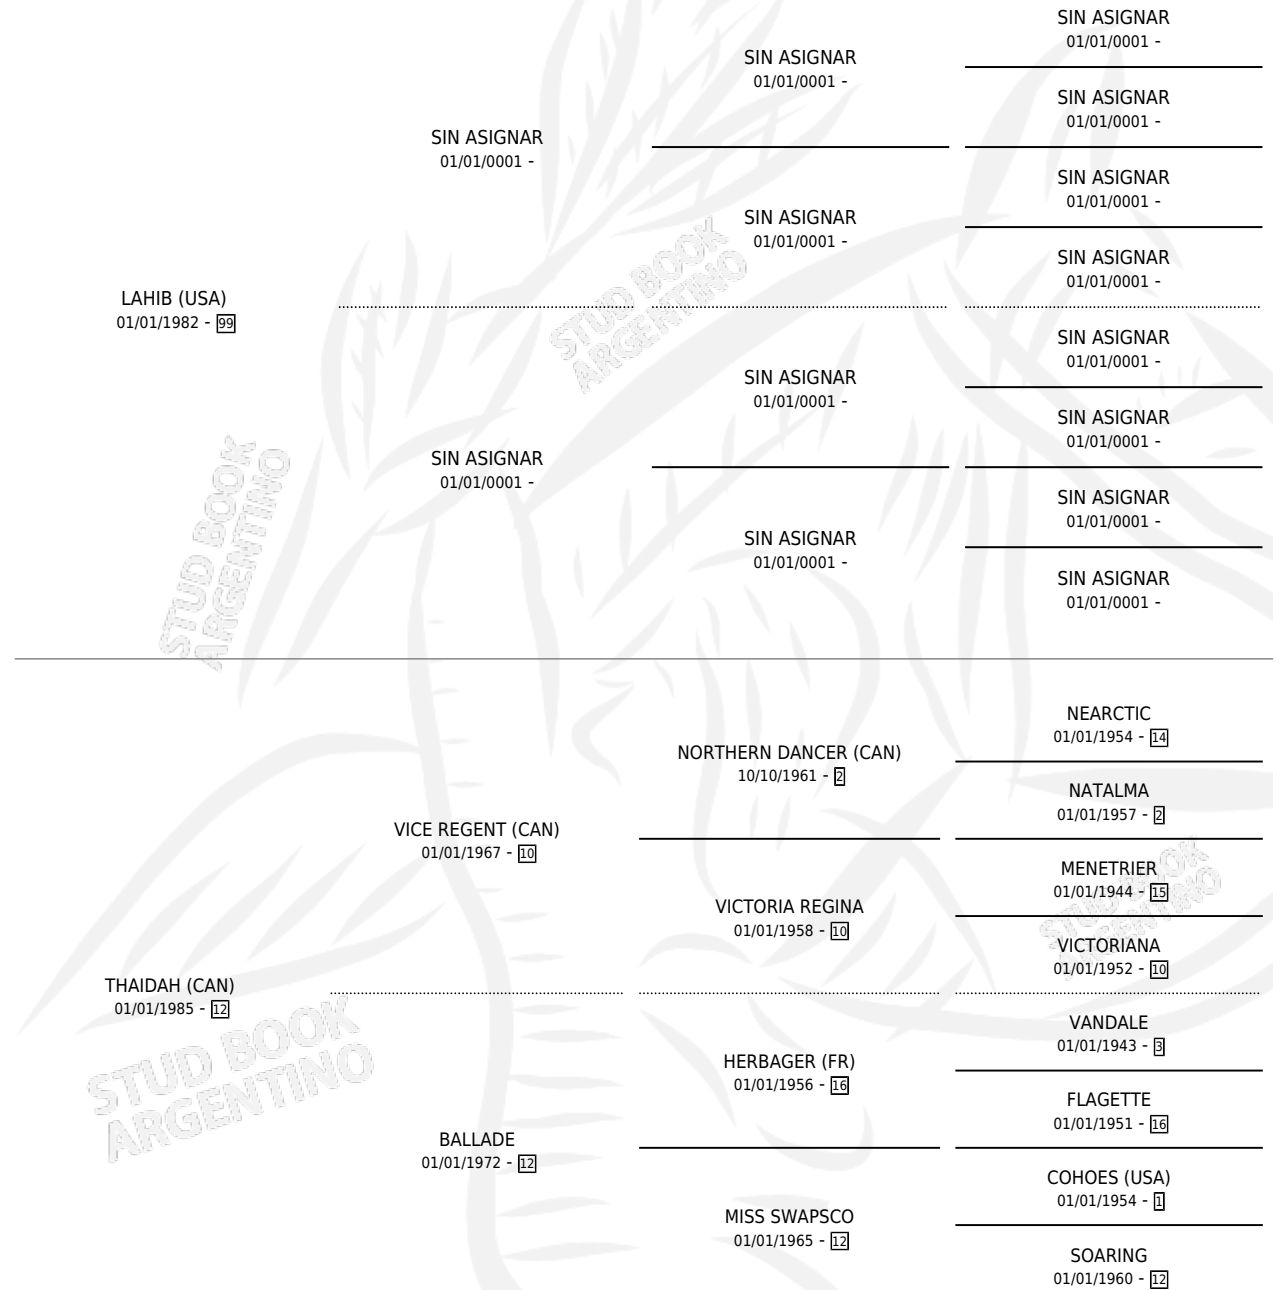 SIN ASIGNAR
01/01/0001 -
SIN ASIGNAR
01/01/0001 -
SIN ASIGNAR
01/01/0001 -
SIN ASIGNAR
01/01/0001 -
SIN ASIGNAR
01/01/0001 -
SIN ASIGNAR
01/01/0001 -
SIN ASIGNAR
01/01/0001 -
LAHIB (USA)
01/01/1982 - 99
SIN ASIGNAR
01/01/0001 -
SIN ASIGNAR
01/01/0001 -
SIN ASIGNAR
01/01/0001 -
SIN ASIGNAR
01/01/0001 -
SIN ASIGNAR
01/01/0001 -
SIN ASIGNAR
01/01/0001 -
SIN ASIGNAR
01/01/0001 -
STUD BOOK
ARGENTINO
STUD BOOK
ARGENTINO
NEARCTIC
01/01/1954 - 14
NORTHERN DANCER (CAN)
10/10/1961 - 2
NATALMA
01/01/1957 - 2
VICE REGENT (CAN)
01/01/1967 - 10
MENETRIER
01/01/1944 - 15
VICTORIA REGINA
01/01/1958 - 10
VICTORIANA
01/01/1952 - 10
STUD BOOK
ARGENTINO
THAIDAH (CAN)
01/01/1985 - 12
VANDALE
01/01/1943 - 3
HERBAGER (FR)
01/01/1956 - 16
FLAGETTE
01/01/1951 - 16
STUD BOOK
ARGENTINO
BALLADE
01/01/1972 - 12
COHOES (USA)
01/01/1954 - 1
MISS SWAPSCO
01/01/1965 - 12
SOARING
01/01/1960 - 12